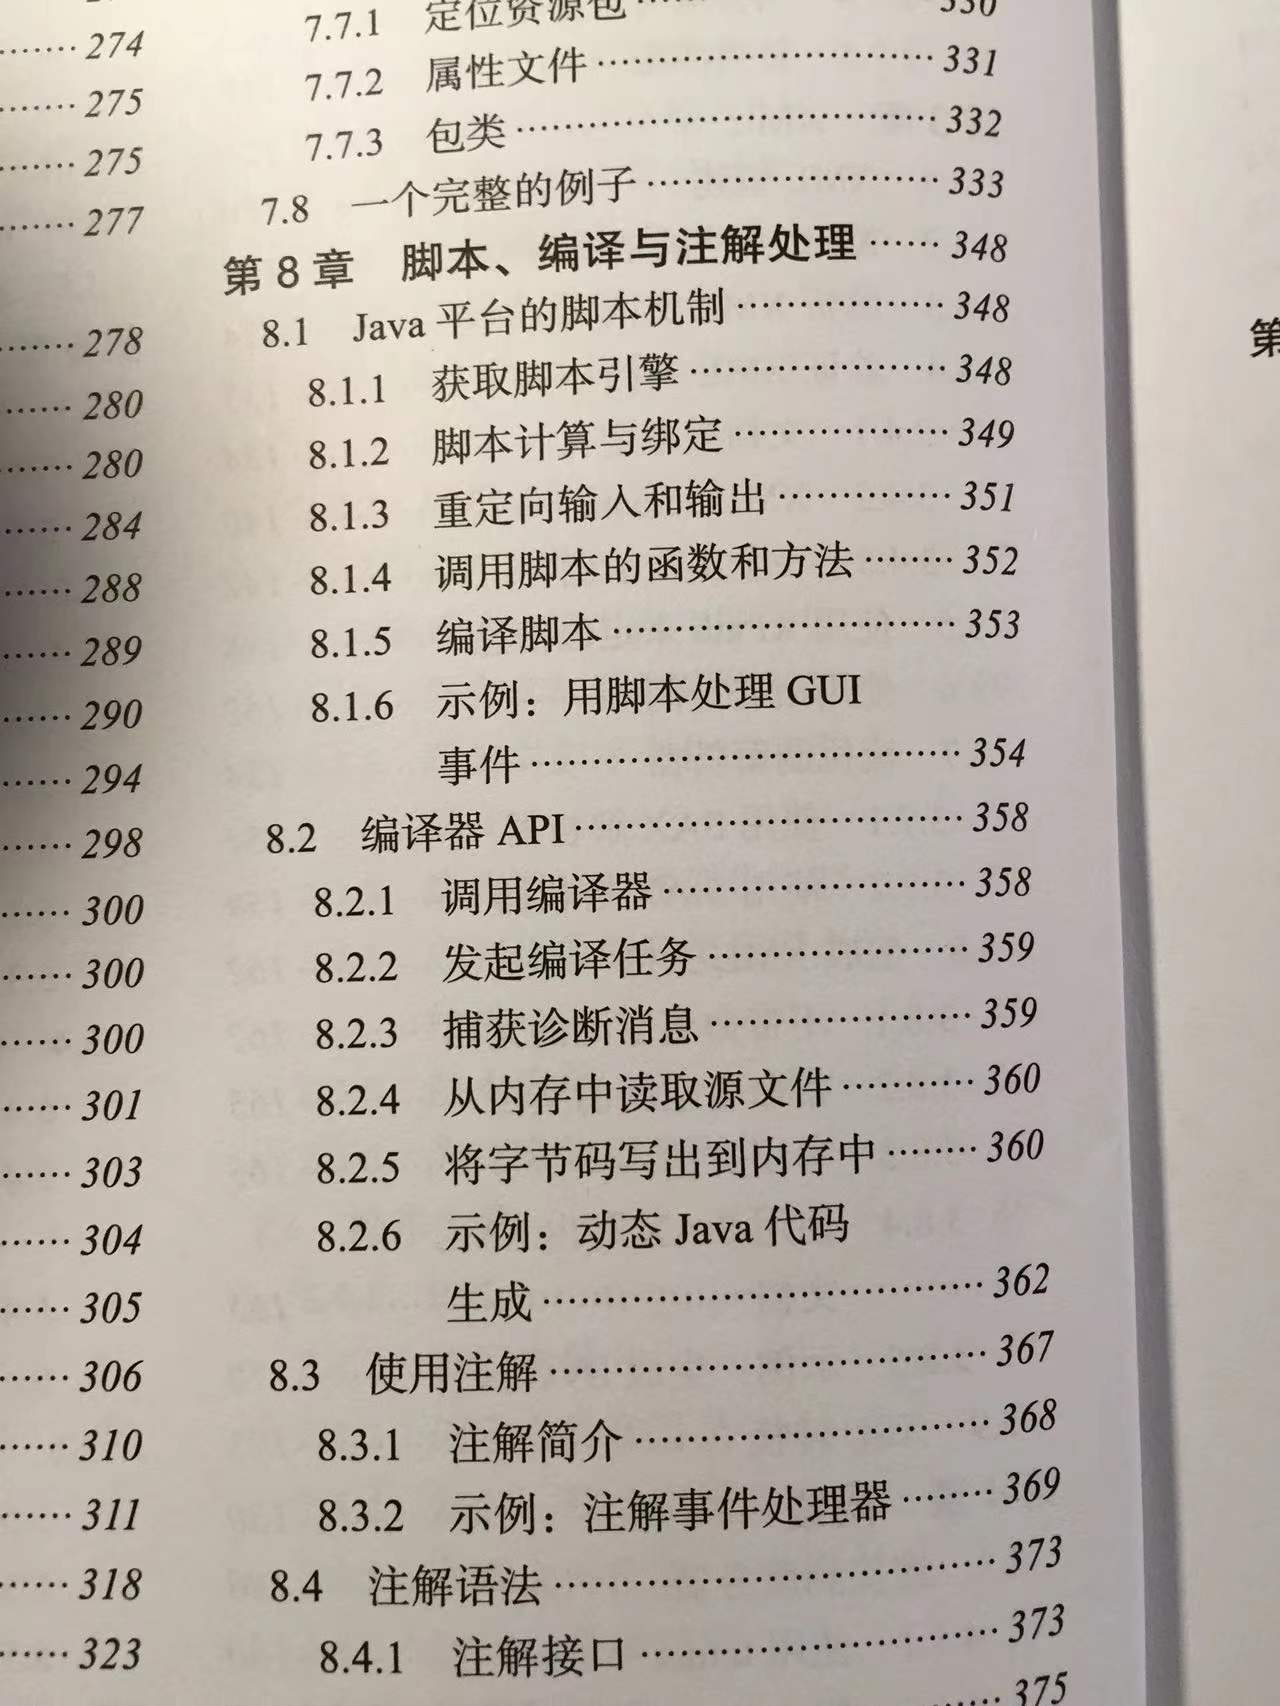 ……274
……275
……275
……277
……278
……280
……280
……284
……288
……289
……290
……294
……298
……300
……300
……300
……301
……303
……304
……305
……306
……310
……311
……318
……323
7.7.1 定位资源包……330
7.7.2 属性文件……331
7.7.3 包类……332
7.8 一个完整的例子……333
第8章 脚本、编译与注解处理……348
8.1 Java 平台的脚本机制……348
8.1.1 获取脚本引擎……348
8.1.2 脚本计算与绑定……349
8.1.3 重定向输入和输出……351
8.1.4 调用脚本的函数和方法……352
8.1.5 编译脚本……353
8.1.6 示例：用脚本处理 GUI
事件……354
8.2 编译器 API……358
8.2.1 调用编译器……358
8.2.2 发起编译任务……359
8.2.3 捕获诊断消息……359
8.2.4 从内存中读取源文件……360
8.2.5 将字节码写出到内存中……360
8.2.6 示例：动态 Java 代码
生成……362
8.3 使用注解……367
8.3.1 注解简介……368
8.3.2 示例：注解事件处理器……369
8.4 注解语法……373
8.4.1 注解接口……373
……375
第